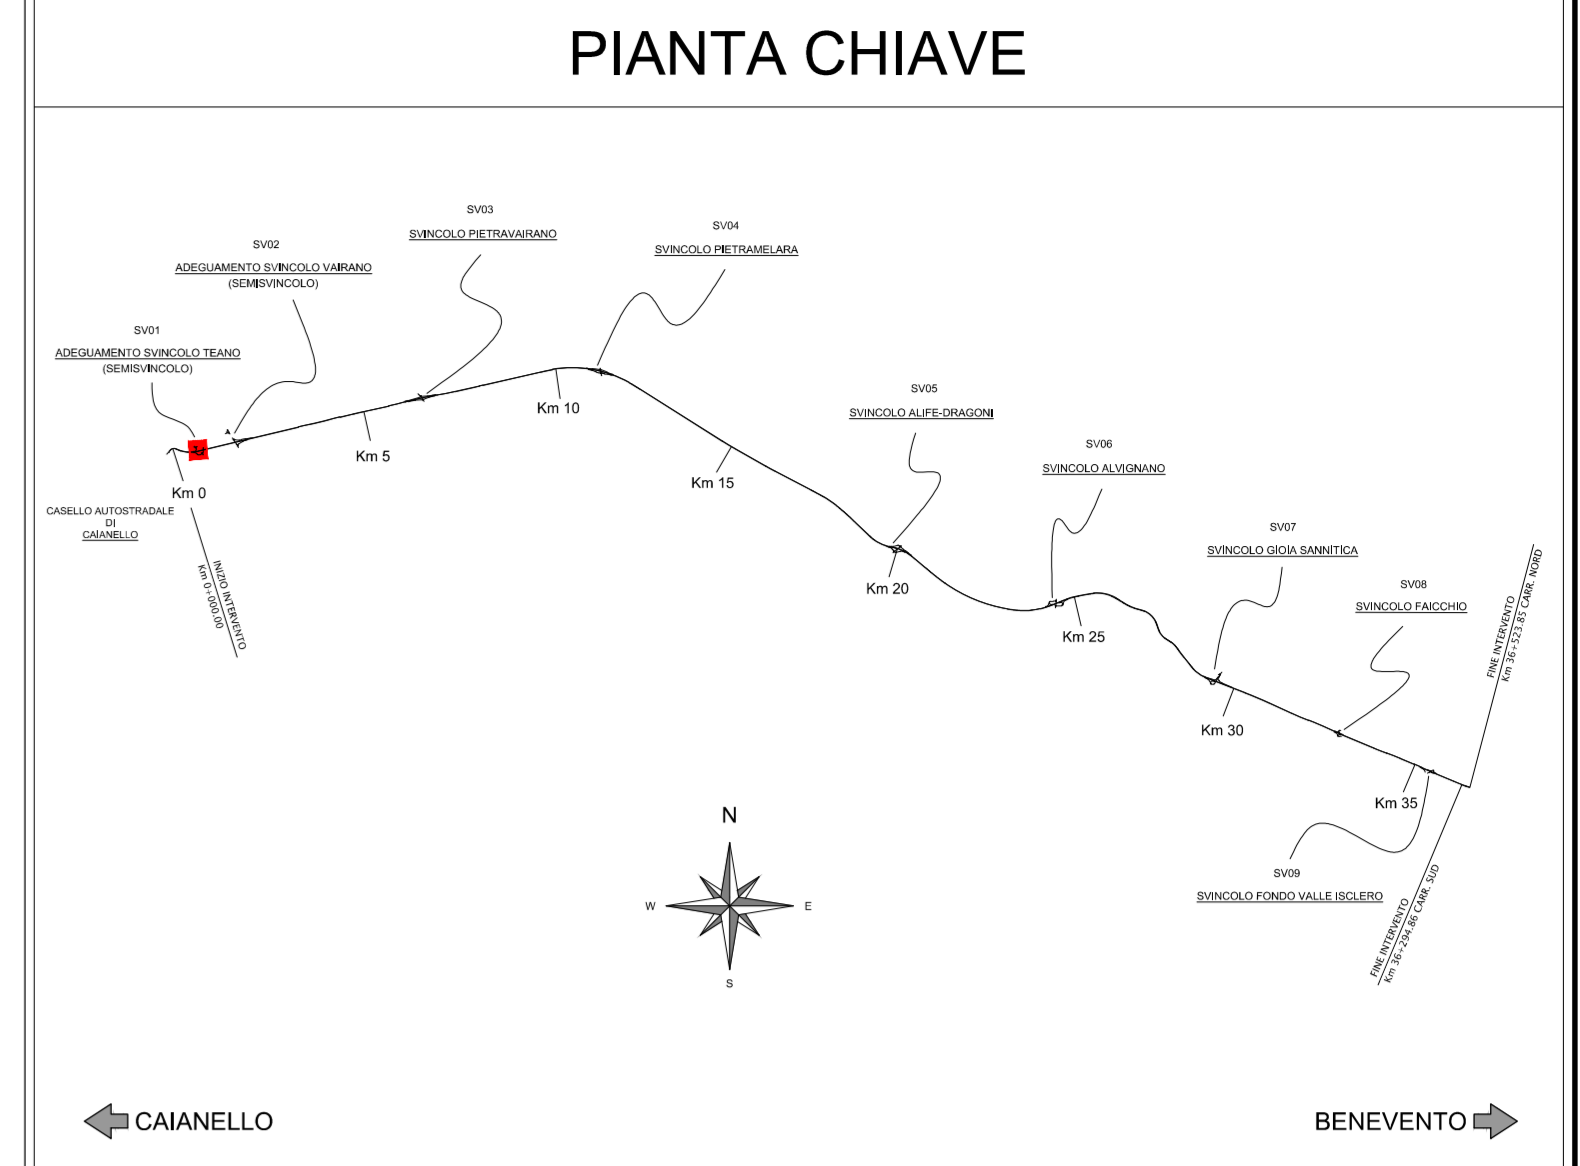 PIANTA CHIAVE
SV01
ADEGUAMENTO SVINCOLO TEANO
(SEMISVINCOLO)
SV02
ADEGUAMENTO SVINCOLO VAIRANO
(SEMISVINCOLO)
SV03
SVINCOLO PIETRAVAIRANO
SV04
SVINCOLO PIETRAMELARA
SV05
SVINCOLO ALIFE-DRAGONI
SV06
SVINCOLO ALVIGNANO
SV07
SVINCOLO GIOIA SANNITICA
SV08
SVINCOLO FAICCHIO
SV09
SVINCOLO FONDO VALLE ISCLERO
Km 0
Km 5
Km 10
Km 15
Km 20
Km 25
Km 30
Km 35
CASELLO AUTOSTRADALE
DI
CAIANELLO
INIZIO INTERVENTO
Km 0+000.00
FINE INTERVENTO
Km 36+523.85 CARR. NORD
FINE INTERVENTO
Km 36+294.86 CARR. SUD
N
W
E
S
CAIANELLO
BENEVENTO